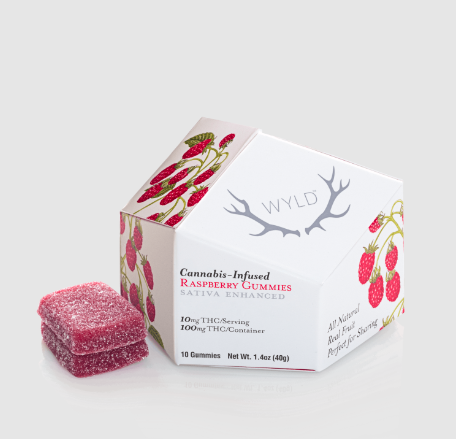 WYLD
Cannabis-Infused
RASPBERRY GUMMIES
SATIVA ENHANCED
10mg THC/Serving
100mg THC/Container
10 Gummies Net Wt. 1.4oz (40g)
All-Natural
Real Fruit
Perfect for Sharing